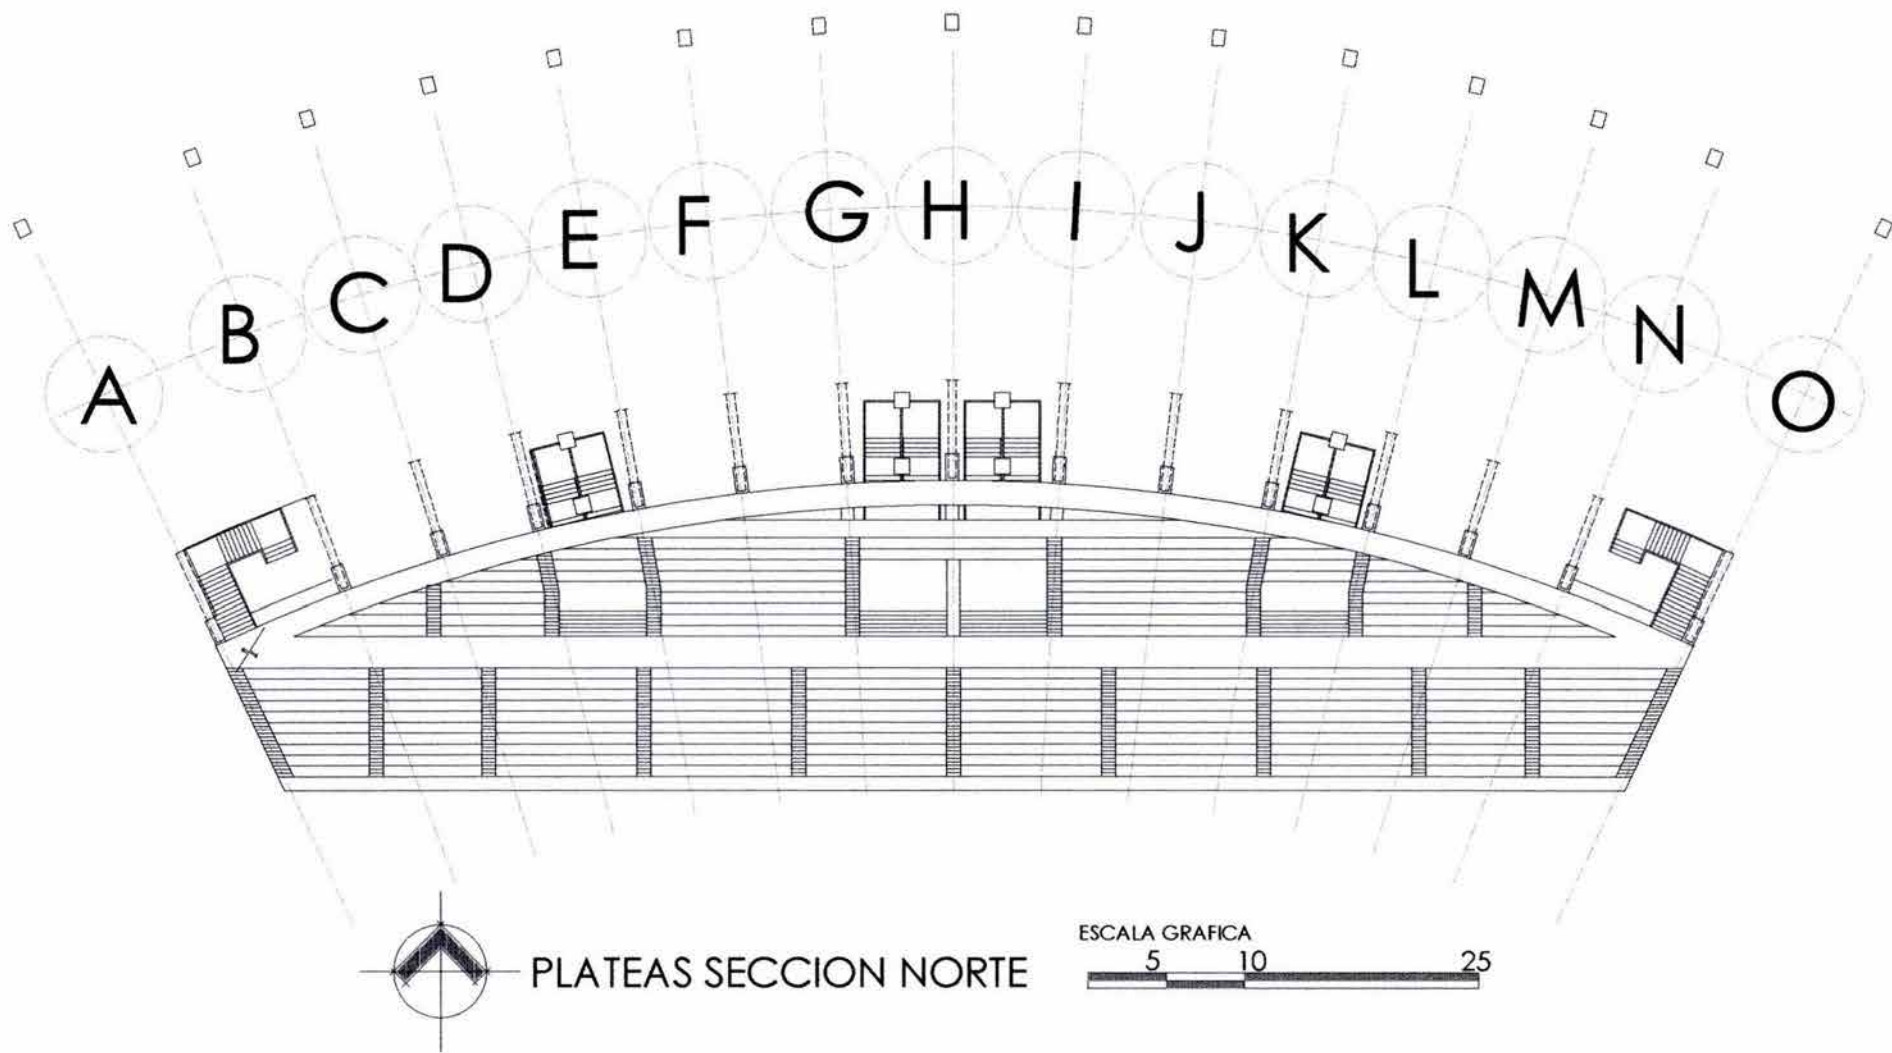 A B C D E F G H I J K L M N O
PLATEAS SECCION NORTE
ESCALA GRAFICA
5 10 25